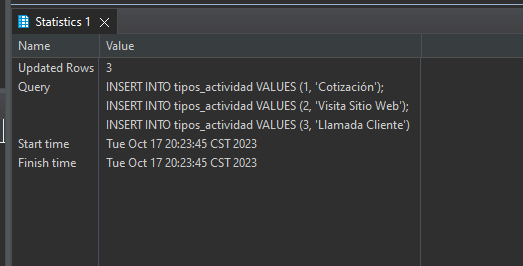 Statistics 1
Name Value
Updated Rows 3
Query INSERT INTO tipos_actividad VALUES (1, 'Cotización');
INSERT INTO tipos_actividad VALUES (2, 'Visita Sitio Web');
INSERT INTO tipos_actividad VALUES (3, 'Llamada Cliente')
Start time Tue Oct 17 20:23:45 CST 2023
Finish time Tue Oct 17 20:23:45 CST 2023